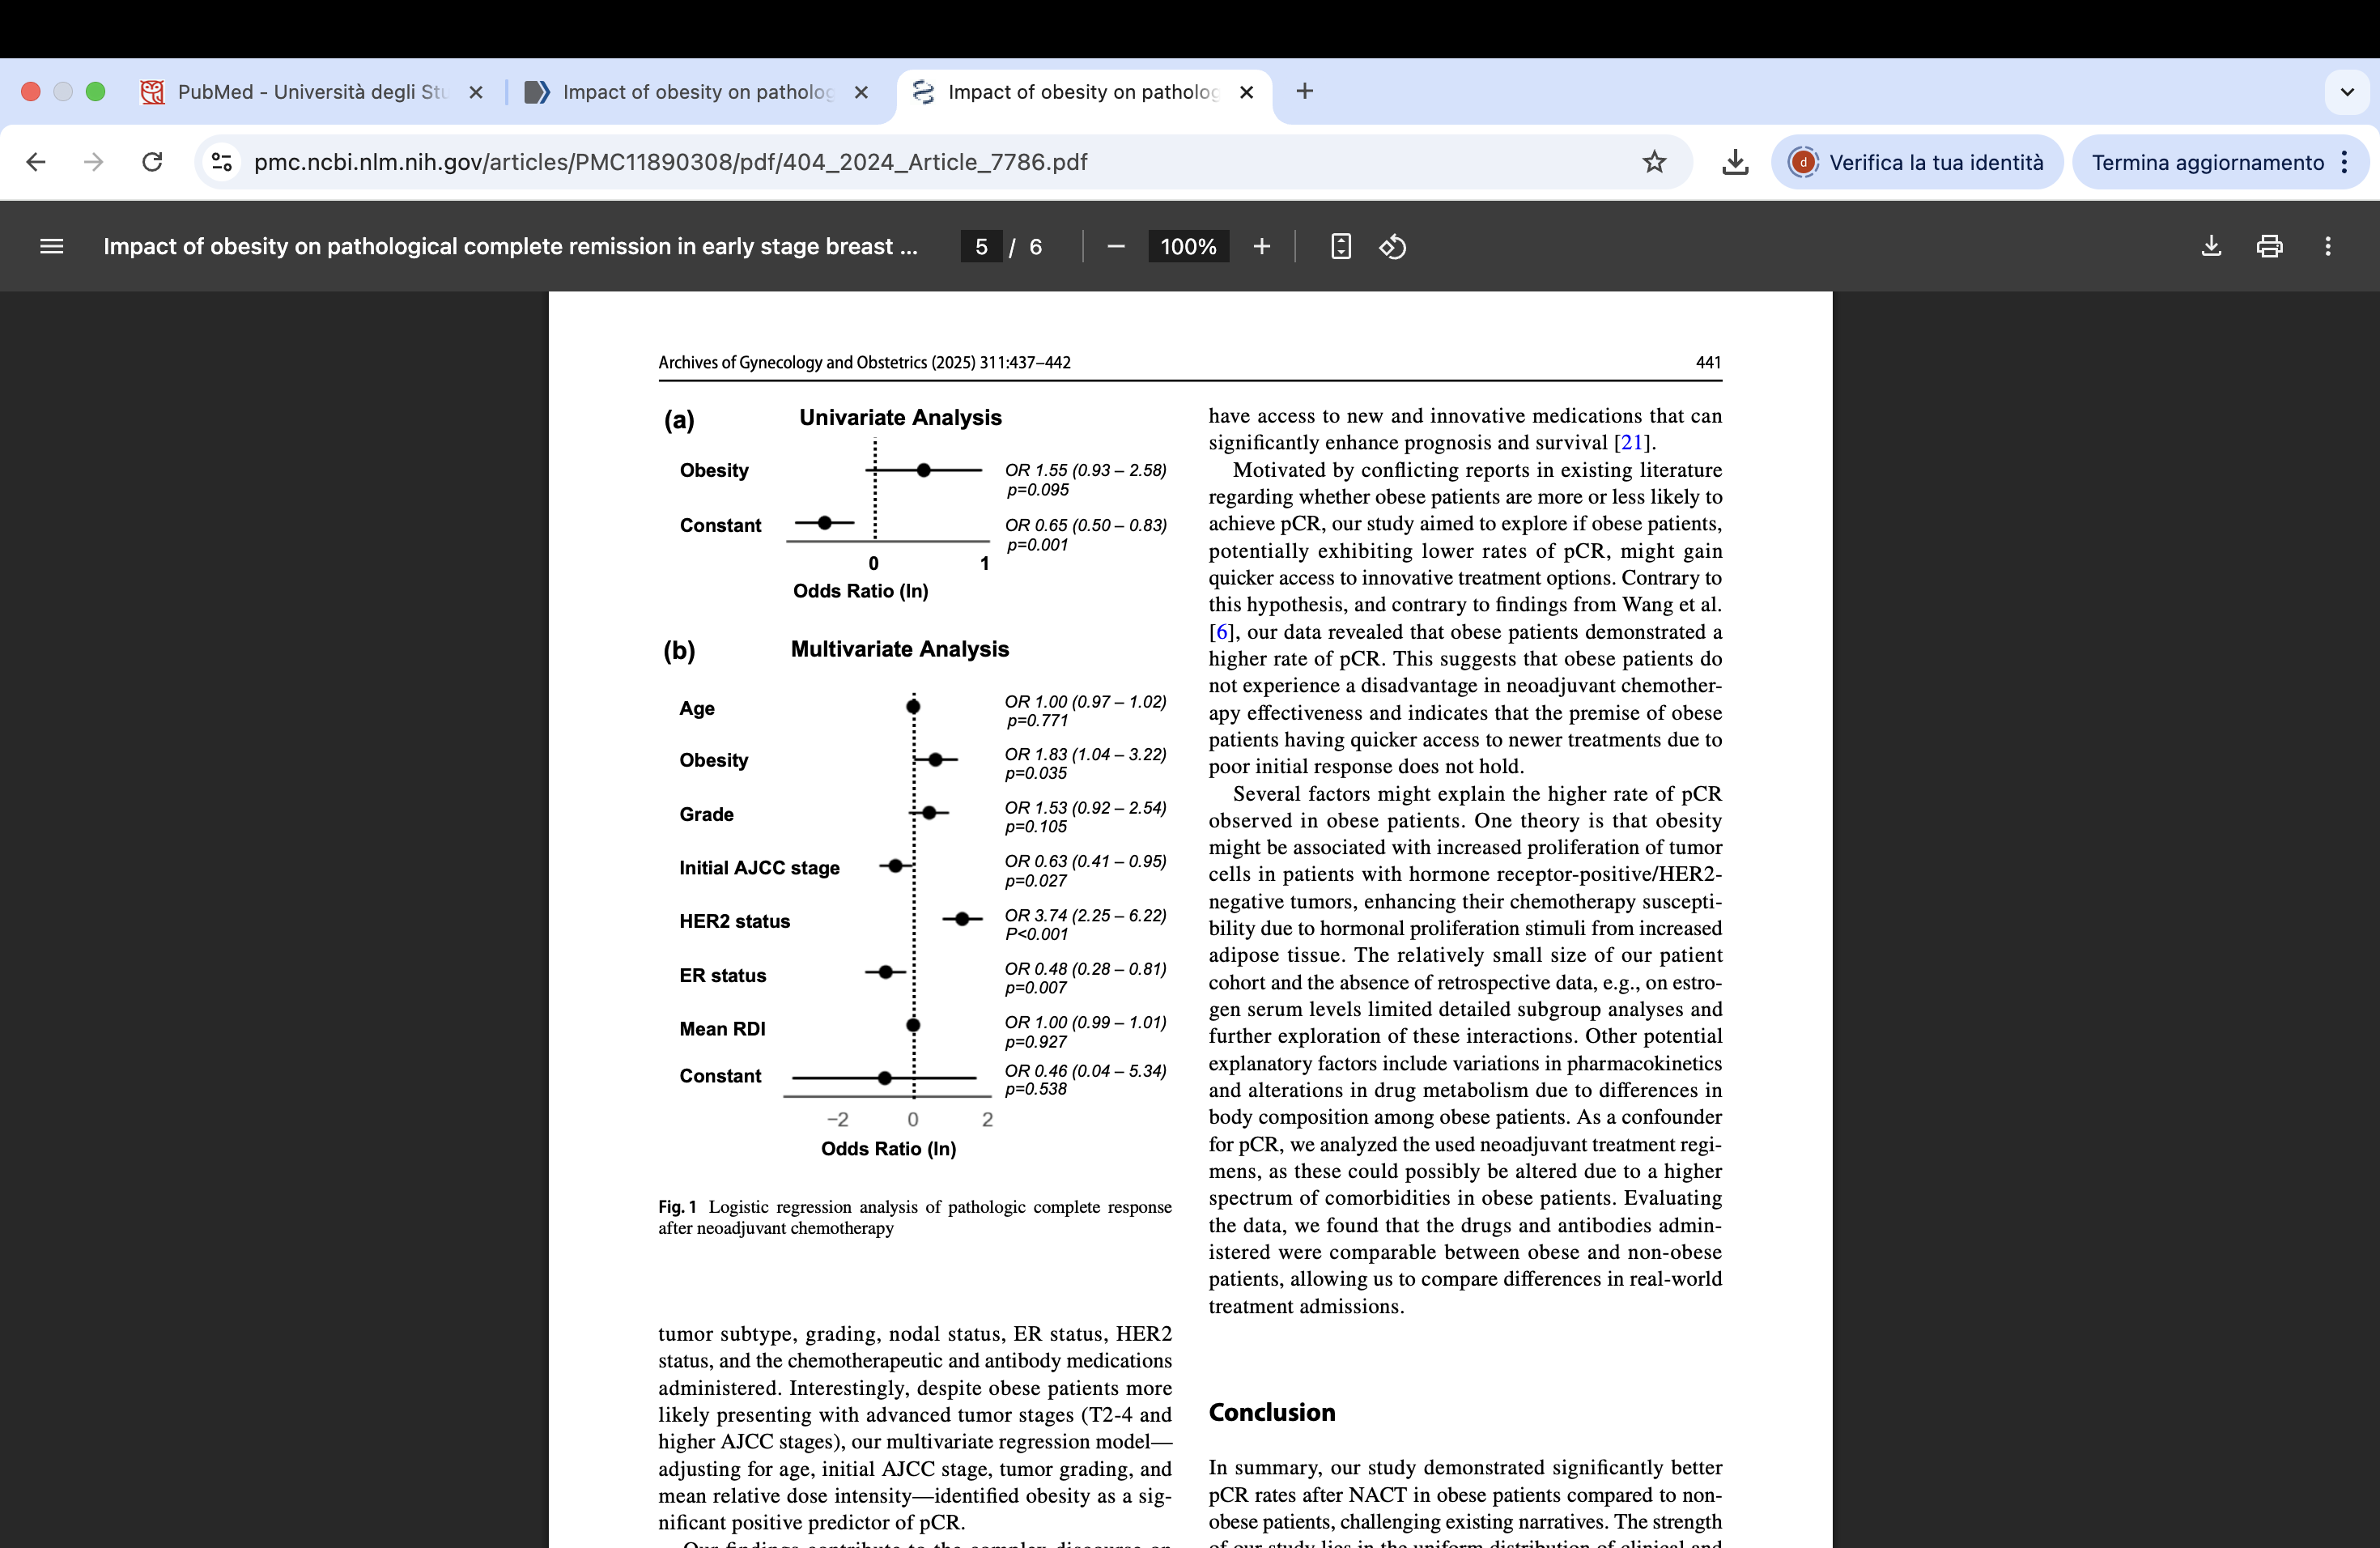 PubMed - Università degli Stu
Impact of obesity on patholog
Impact of obesity on patholog
pmc.ncbi.nlm.nih.gov/articles/PMC11890308/pdf/404_2024_Article_7786.pdf
d
Verifica la tua identità
Termina aggiornamento
Impact of obesity on pathological complete remission in early stage breast ...
5 / 6
100%
Archives of Gynecology and Obstetrics (2025) 311:437–442
441
(a)
Univariate Analysis
Obesity
OR 1.55 (0.93 – 2.58)
p=0.095
Constant
OR 0.65 (0.50 – 0.83)
p=0.001
0 1
Odds Ratio (ln)
(b)
Multivariate Analysis
Age
OR 1.00 (0.97 – 1.02)
p=0.771
Obesity
OR 1.83 (1.04 – 3.22)
p=0.035
Grade
OR 1.53 (0.92 – 2.54)
p=0.105
Initial AJCC stage
OR 0.63 (0.41 – 0.95)
p=0.027
HER2 status
OR 3.74 (2.25 – 6.22)
P<0.001
ER status
OR 0.48 (0.28 – 0.81)
p=0.007
Mean RDI
OR 1.00 (0.99 – 1.01)
p=0.927
Constant
OR 0.46 (0.04 – 5.34)
p=0.538
−2 0 2
Odds Ratio (ln)
Fig. 1 Logistic regression analysis of pathologic complete response
after neoadjuvant chemotherapy
tumor subtype, grading, nodal status, ER status, HER2
status, and the chemotherapeutic and antibody medications
administered. Interestingly, despite obese patients more
likely presenting with advanced tumor stages (T2-4 and
higher AJCC stages), our multivariate regression model—
adjusting for age, initial AJCC stage, tumor grading, and
mean relative dose intensity—identified obesity as a sig-
nificant positive predictor of pCR.
Our findings contribute to the complex discourse on
have access to new and innovative medications that can
significantly enhance prognosis and survival [21].
Motivated by conflicting reports in existing literature
regarding whether obese patients are more or less likely to
achieve pCR, our study aimed to explore if obese patients,
potentially exhibiting lower rates of pCR, might gain
quicker access to innovative treatment options. Contrary to
this hypothesis, and contrary to findings from Wang et al.
[6], our data revealed that obese patients demonstrated a
higher rate of pCR. This suggests that obese patients do
not experience a disadvantage in neoadjuvant chemother-
apy effectiveness and indicates that the premise of obese
patients having quicker access to newer treatments due to
poor initial response does not hold.
Several factors might explain the higher rate of pCR
observed in obese patients. One theory is that obesity
might be associated with increased proliferation of tumor
cells in patients with hormone receptor-positive/HER2-
negative tumors, enhancing their chemotherapy suscepti-
bility due to hormonal proliferation stimuli from increased
adipose tissue. The relatively small size of our patient
cohort and the absence of retrospective data, e.g., on estro-
gen serum levels limited detailed subgroup analyses and
further exploration of these interactions. Other potential
explanatory factors include variations in pharmacokinetics
and alterations in drug metabolism due to differences in
body composition among obese patients. As a confounder
for pCR, we analyzed the used neoadjuvant treatment regi-
mens, as these could possibly be altered due to a higher
spectrum of comorbidities in obese patients. Evaluating
the data, we found that the drugs and antibodies admin-
istered were comparable between obese and non-obese
patients, allowing us to compare differences in real-world
treatment admissions.
Conclusion
In summary, our study demonstrated significantly better
pCR rates after NACT in obese patients compared to non-
obese patients, challenging existing narratives. The strength
of our study lies in the uniform distribution of clinical and